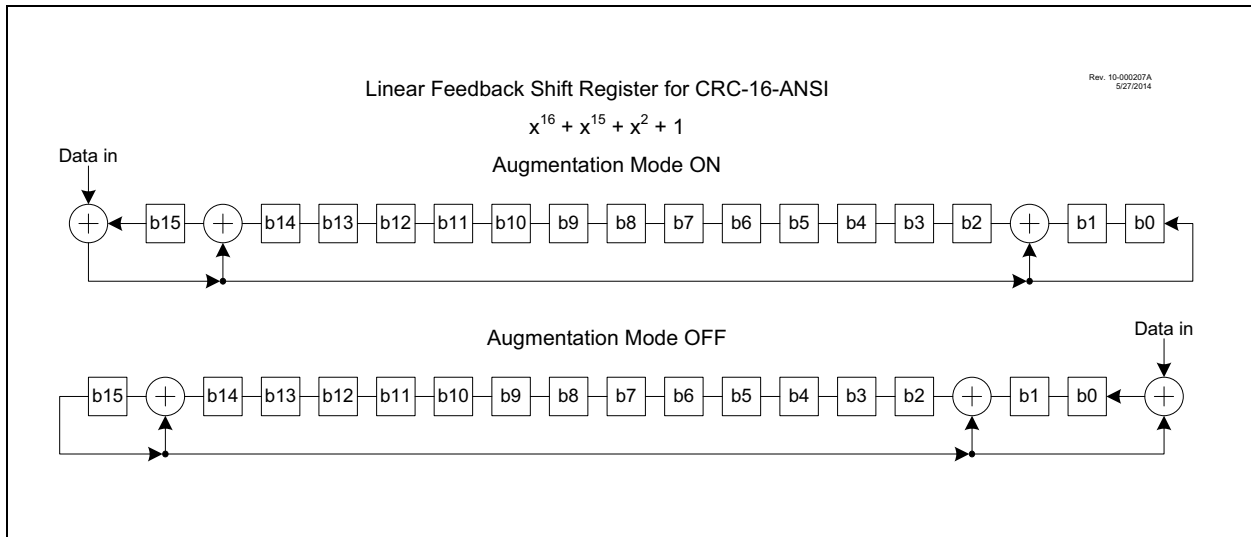 Linear Feedback Shift Register for CRC-16-ANSI
Rev. 10-000207A
5/27/2014
x^16 + x^15 + x^2 + 1
Data in
Augmentation Mode ON
+ b15 + b14 b13 b12 b11 b10 b9 b8 b7 b6 b5 b4 b3 b2 + b1 b0
Augmentation Mode OFF
Data in
b15 + b14 b13 b12 b11 b10 b9 b8 b7 b6 b5 b4 b3 b2 + b1 b0 +